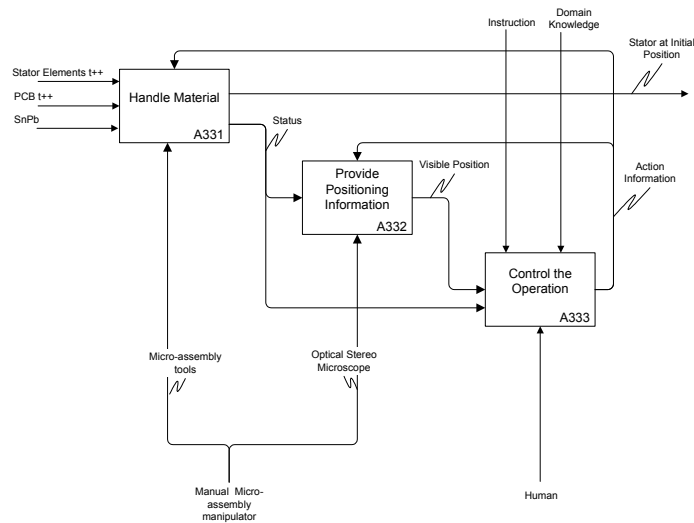 Instruction
Domain
Knowledge
Stator at Initial
Position
Stator Elements t++
PCB t++
SnPb
Handle Material
A331
Status
Provide
Positioning
Information
A332
Visible Position
Action
Information
Control the
Operation
A333
Micro-assembly
tools
Optical Stereo
Microscope
Manual Micro-
assembly
manipulator
Human